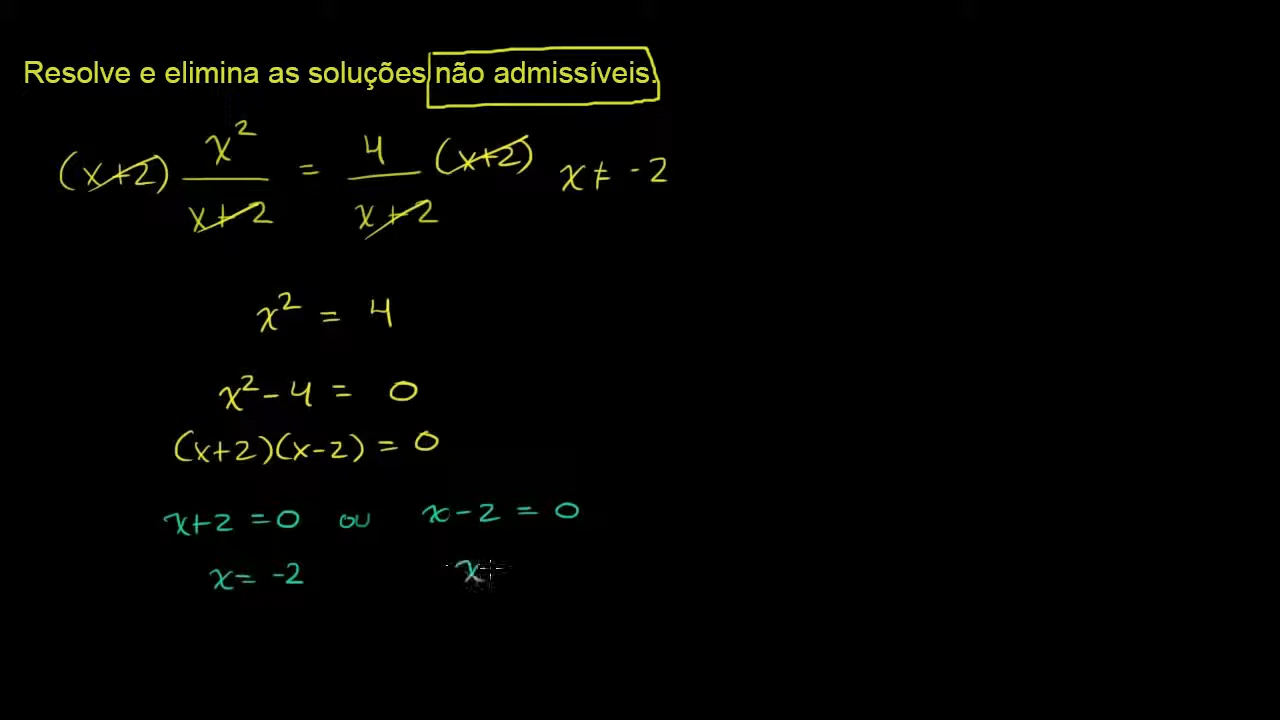 Resolve e elimina as soluções não admissíveis.
(x+2) x²/x+2 = 4/x+2 (x+2) x ≠ -2
x² = 4
x² - 4 = 0
(x+2)(x-2) = 0
x+2 = 0 ou x-2 = 0
x = -2 x